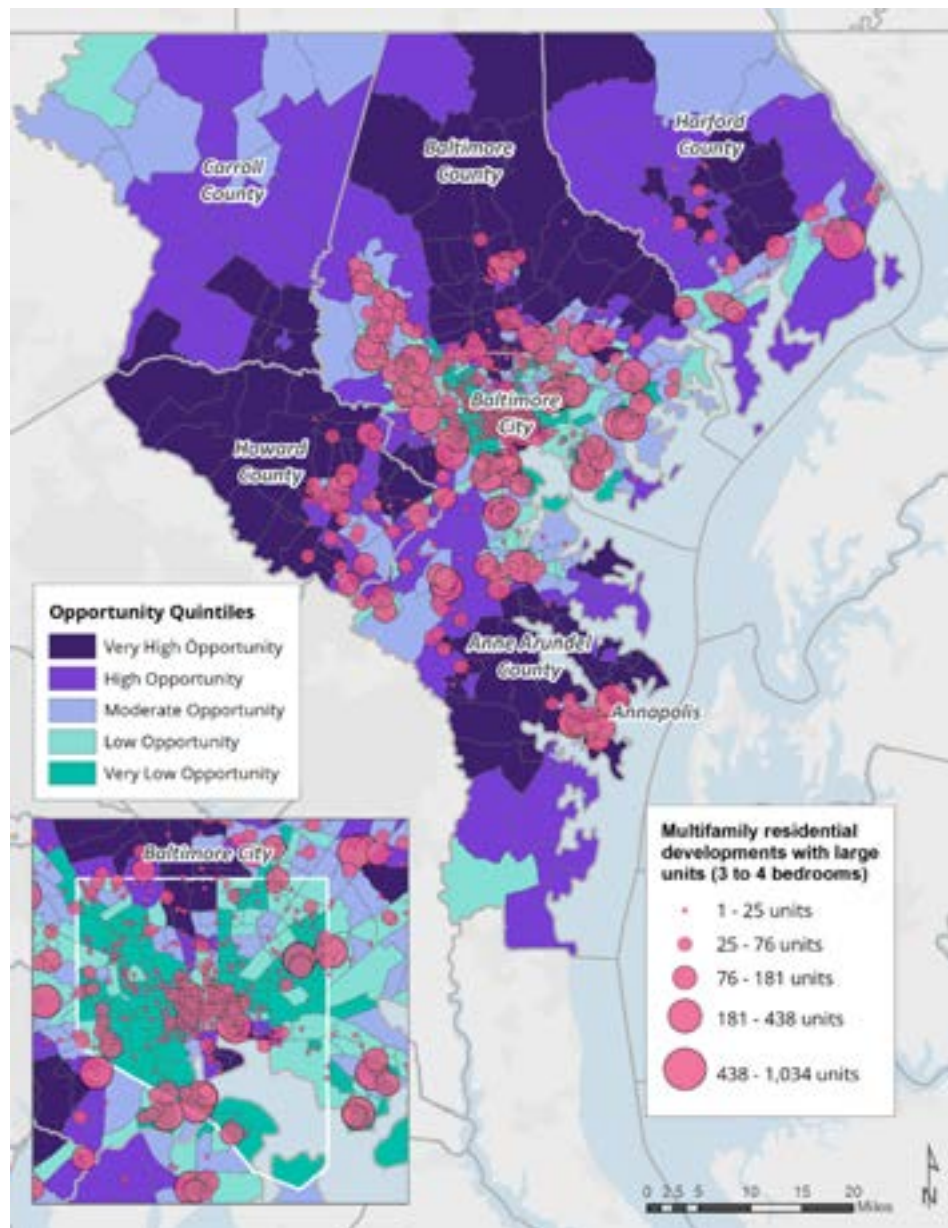 Carroll
County
Baltimore
County
Harford
County
Baltimore
City
Howard
County
Anne Arundel
County
Annapolis
Opportunity Quintiles
Very High Opportunity
High Opportunity
Moderate Opportunity
Low Opportunity
Very Low Opportunity
Baltimore City
Multifamily residential
developments with large
units (3 to 4 bedrooms)
1 - 25 units
25 - 76 units
76 - 181 units
181 - 438 units
438 - 1,034 units
N
0 2.5 5 10 15 20
Miles